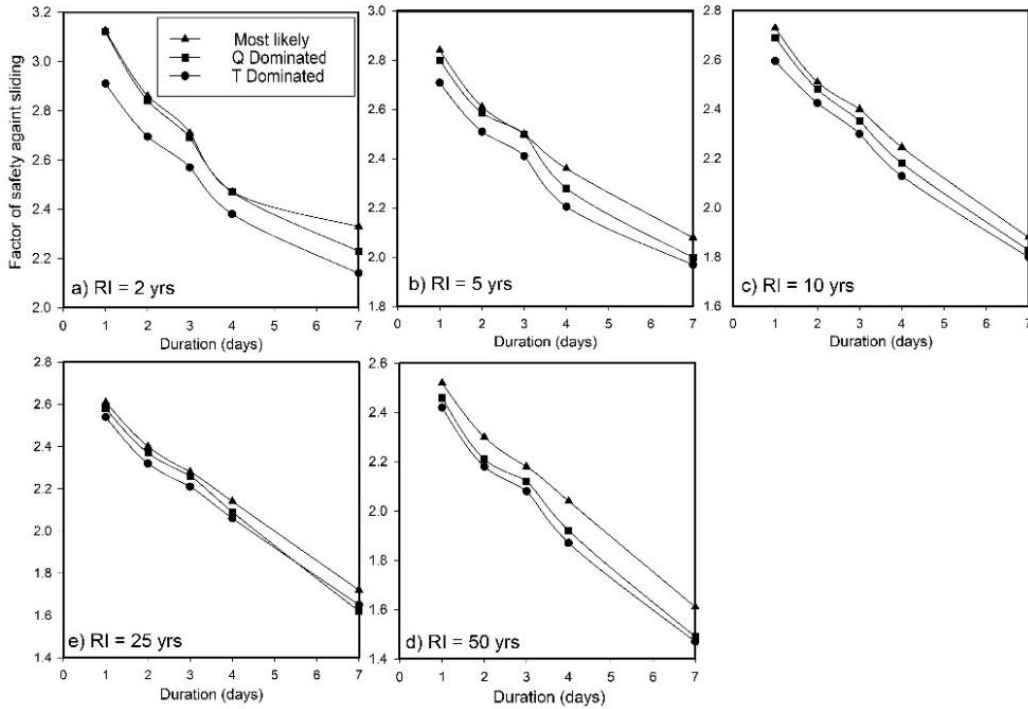 Factor of safety againt sliding
3.2
3.0
2.8
2.6
2.4
2.2
2.0
Most likely
Q Dominated
T Dominated
a) RI = 2 yrs
0 1 2 3 4 5 6 7
Duration (days)
3.0
2.8
2.6
2.4
2.2
2.0
1.8
b) RI = 5 yrs
0 1 2 3 4 5 6 7
Duration (days)
2.8
2.6
2.4
2.2
2.0
1.8
1.6
c) RI = 10 yrs
0 1 2 3 4 5 6 7
Duration (days)
2.8
2.6
2.4
2.2
2.0
1.8
1.6
1.4
e) RI = 25 yrs
0 1 2 3 4 5 6 7
Duration (days)
2.6
2.4
2.2
2.0
1.8
1.6
1.4
d) RI = 50 yrs
0 1 2 3 4 5 6 7
Duration (days)